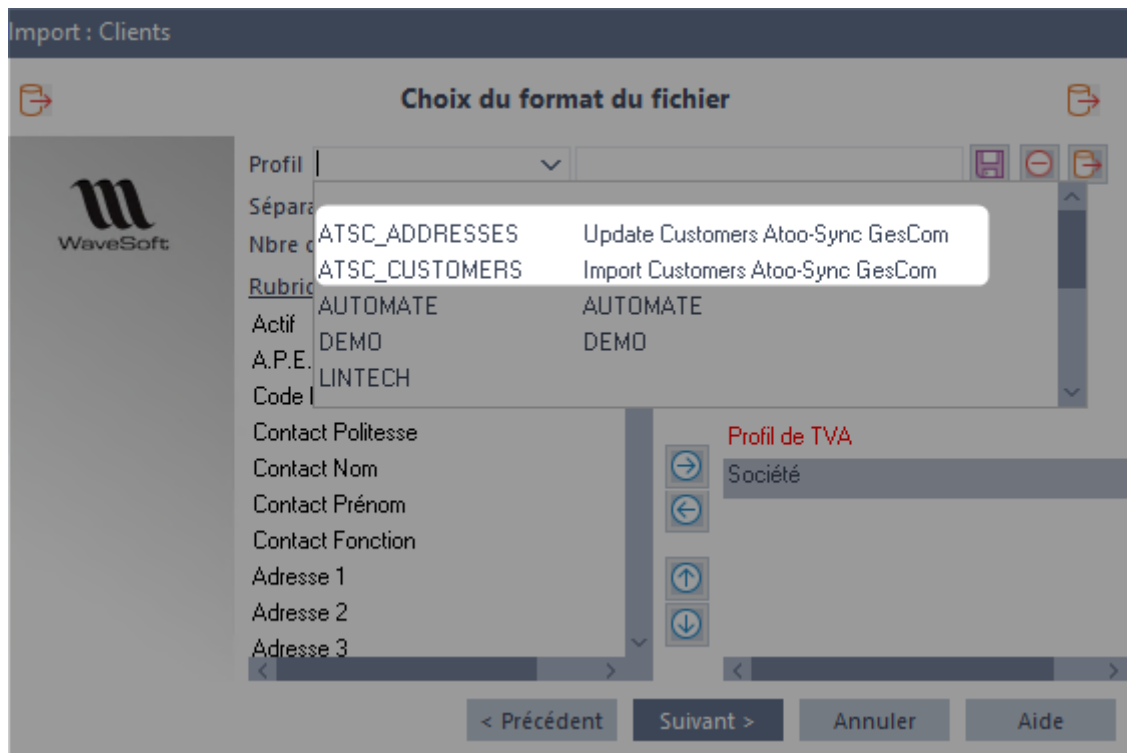 Import : Clients
Choix du format du fichier
WaveSoft
Profil
Sépara
Nbre d
Rubric
ATSC_ADDRESSES Update Customers Atoo-Sync GesCom
ATSC_CUSTOMERS Import Customers Atoo-Sync GesCom
AUTOMATE AUTOMATE
DEMO DEMO
LINTECH
Actif
A.P.E.
Code
Contact Politesse
Contact Nom
Contact Prénom
Contact Fonction
Adresse 1
Adresse 2
Adresse 3
Profil de TVA
Société
< Précédent Suivant > Annuler Aide